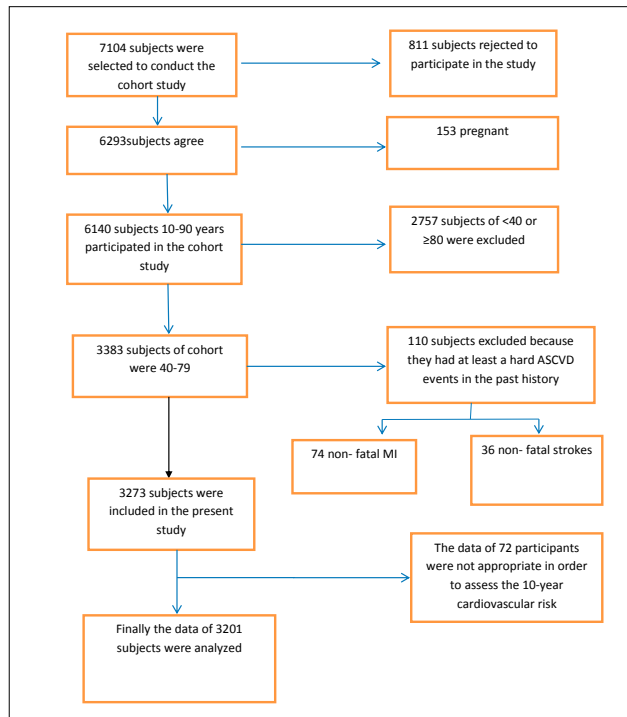 7104 subjects were
selected to conduct the
cohort study
811 subjects rejected to
participate in the study
6293subjects agree
153 pregnant
6140 subjects 10-90 years
participated in the cohort
study
2757 subjects of <40 or
≥80 were excluded
3383 subjects of cohort
were 40-79
110 subjects excluded because
they had at least a hard ASCVD
events in the past history
74 non- fatal MI
36 non- fatal strokes
3273 subjects were
included in the present
study
The data of 72 participants
were not appropriate in order
to assess the 10-year
cardiovascular risk
Finally the data of 3201
subjects were analyzed